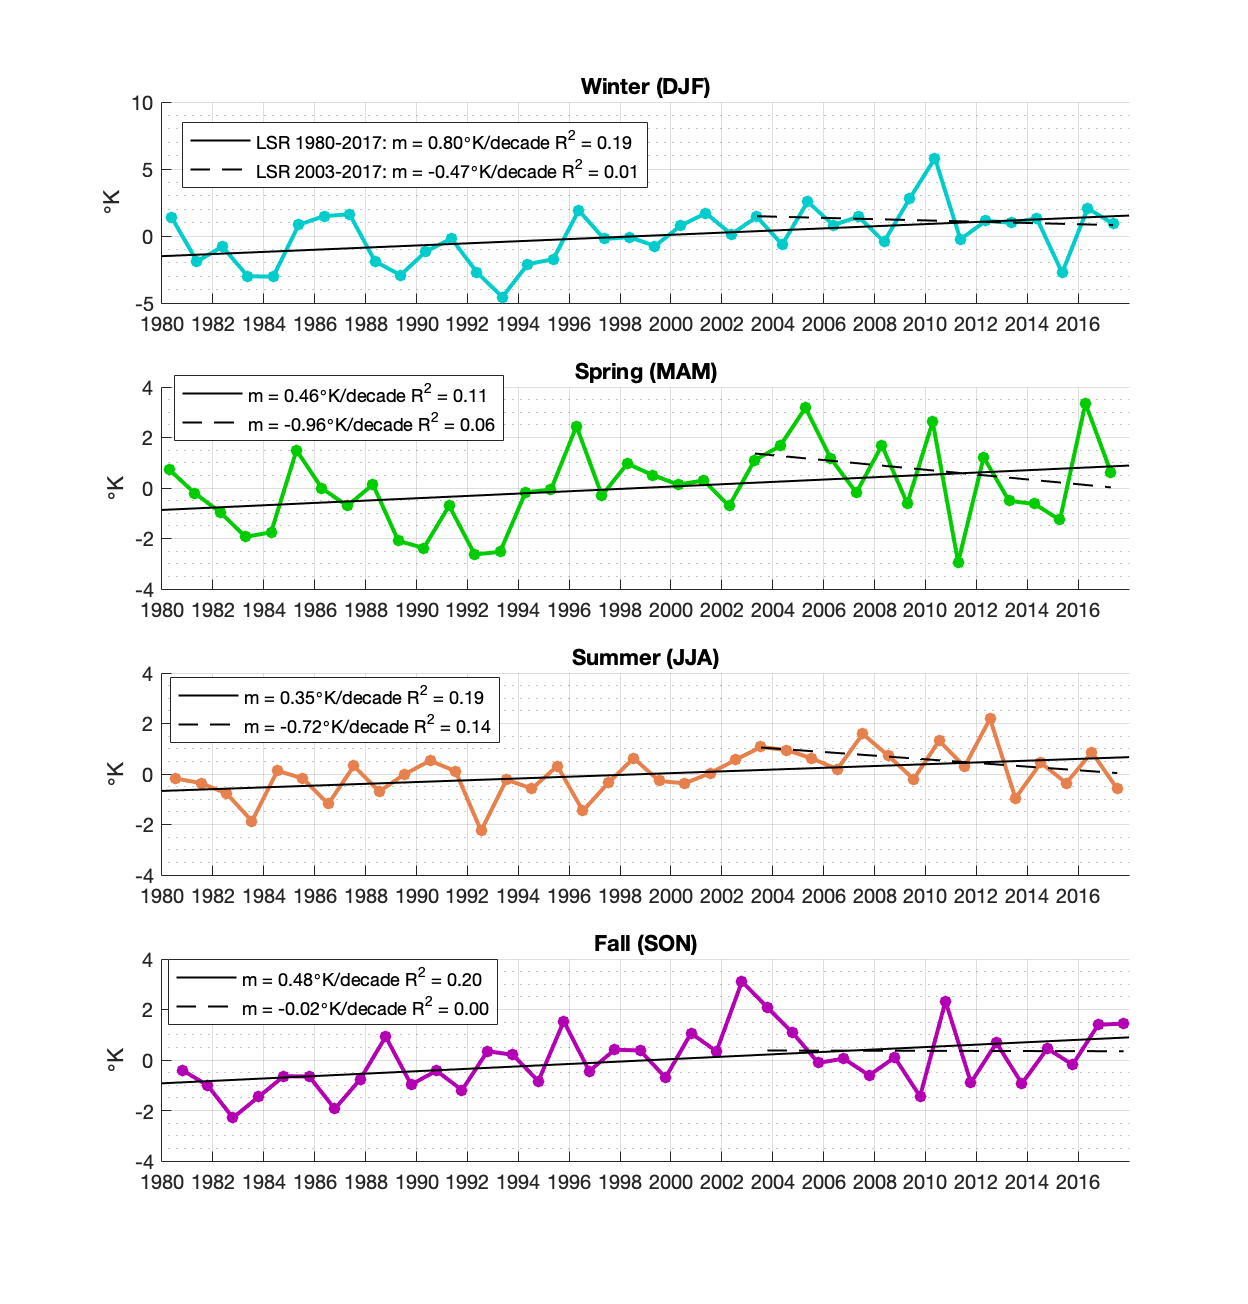 Winter (DJF)
10
5
0
-5
°K
LSR 1980-2017: m = 0.80°K/decade R2 = 0.19
LSR 2003-2017: m = -0.47°K/decade R2 = 0.01
1980 1982 1984 1986 1988 1990 1992 1994 1996 1998 2000 2002 2004 2006 2008 2010 2012 2014 2016
Spring (MAM)
4
2
0
-2
-4
°K
m = 0.46°K/decade R2 = 0.11
m = -0.96°K/decade R2 = 0.06
1980 1982 1984 1986 1988 1990 1992 1994 1996 1998 2000 2002 2004 2006 2008 2010 2012 2014 2016
Summer (JJA)
4
2
0
-2
-4
°K
m = 0.35°K/decade R2 = 0.19
m = -0.72°K/decade R2 = 0.14
1980 1982 1984 1986 1988 1990 1992 1994 1996 1998 2000 2002 2004 2006 2008 2010 2012 2014 2016
Fall (SON)
4
2
0
-2
-4
°K
m = 0.48°K/decade R2 = 0.20
m = -0.02°K/decade R2 = 0.00
1980 1982 1984 1986 1988 1990 1992 1994 1996 1998 2000 2002 2004 2006 2008 2010 2012 2014 2016